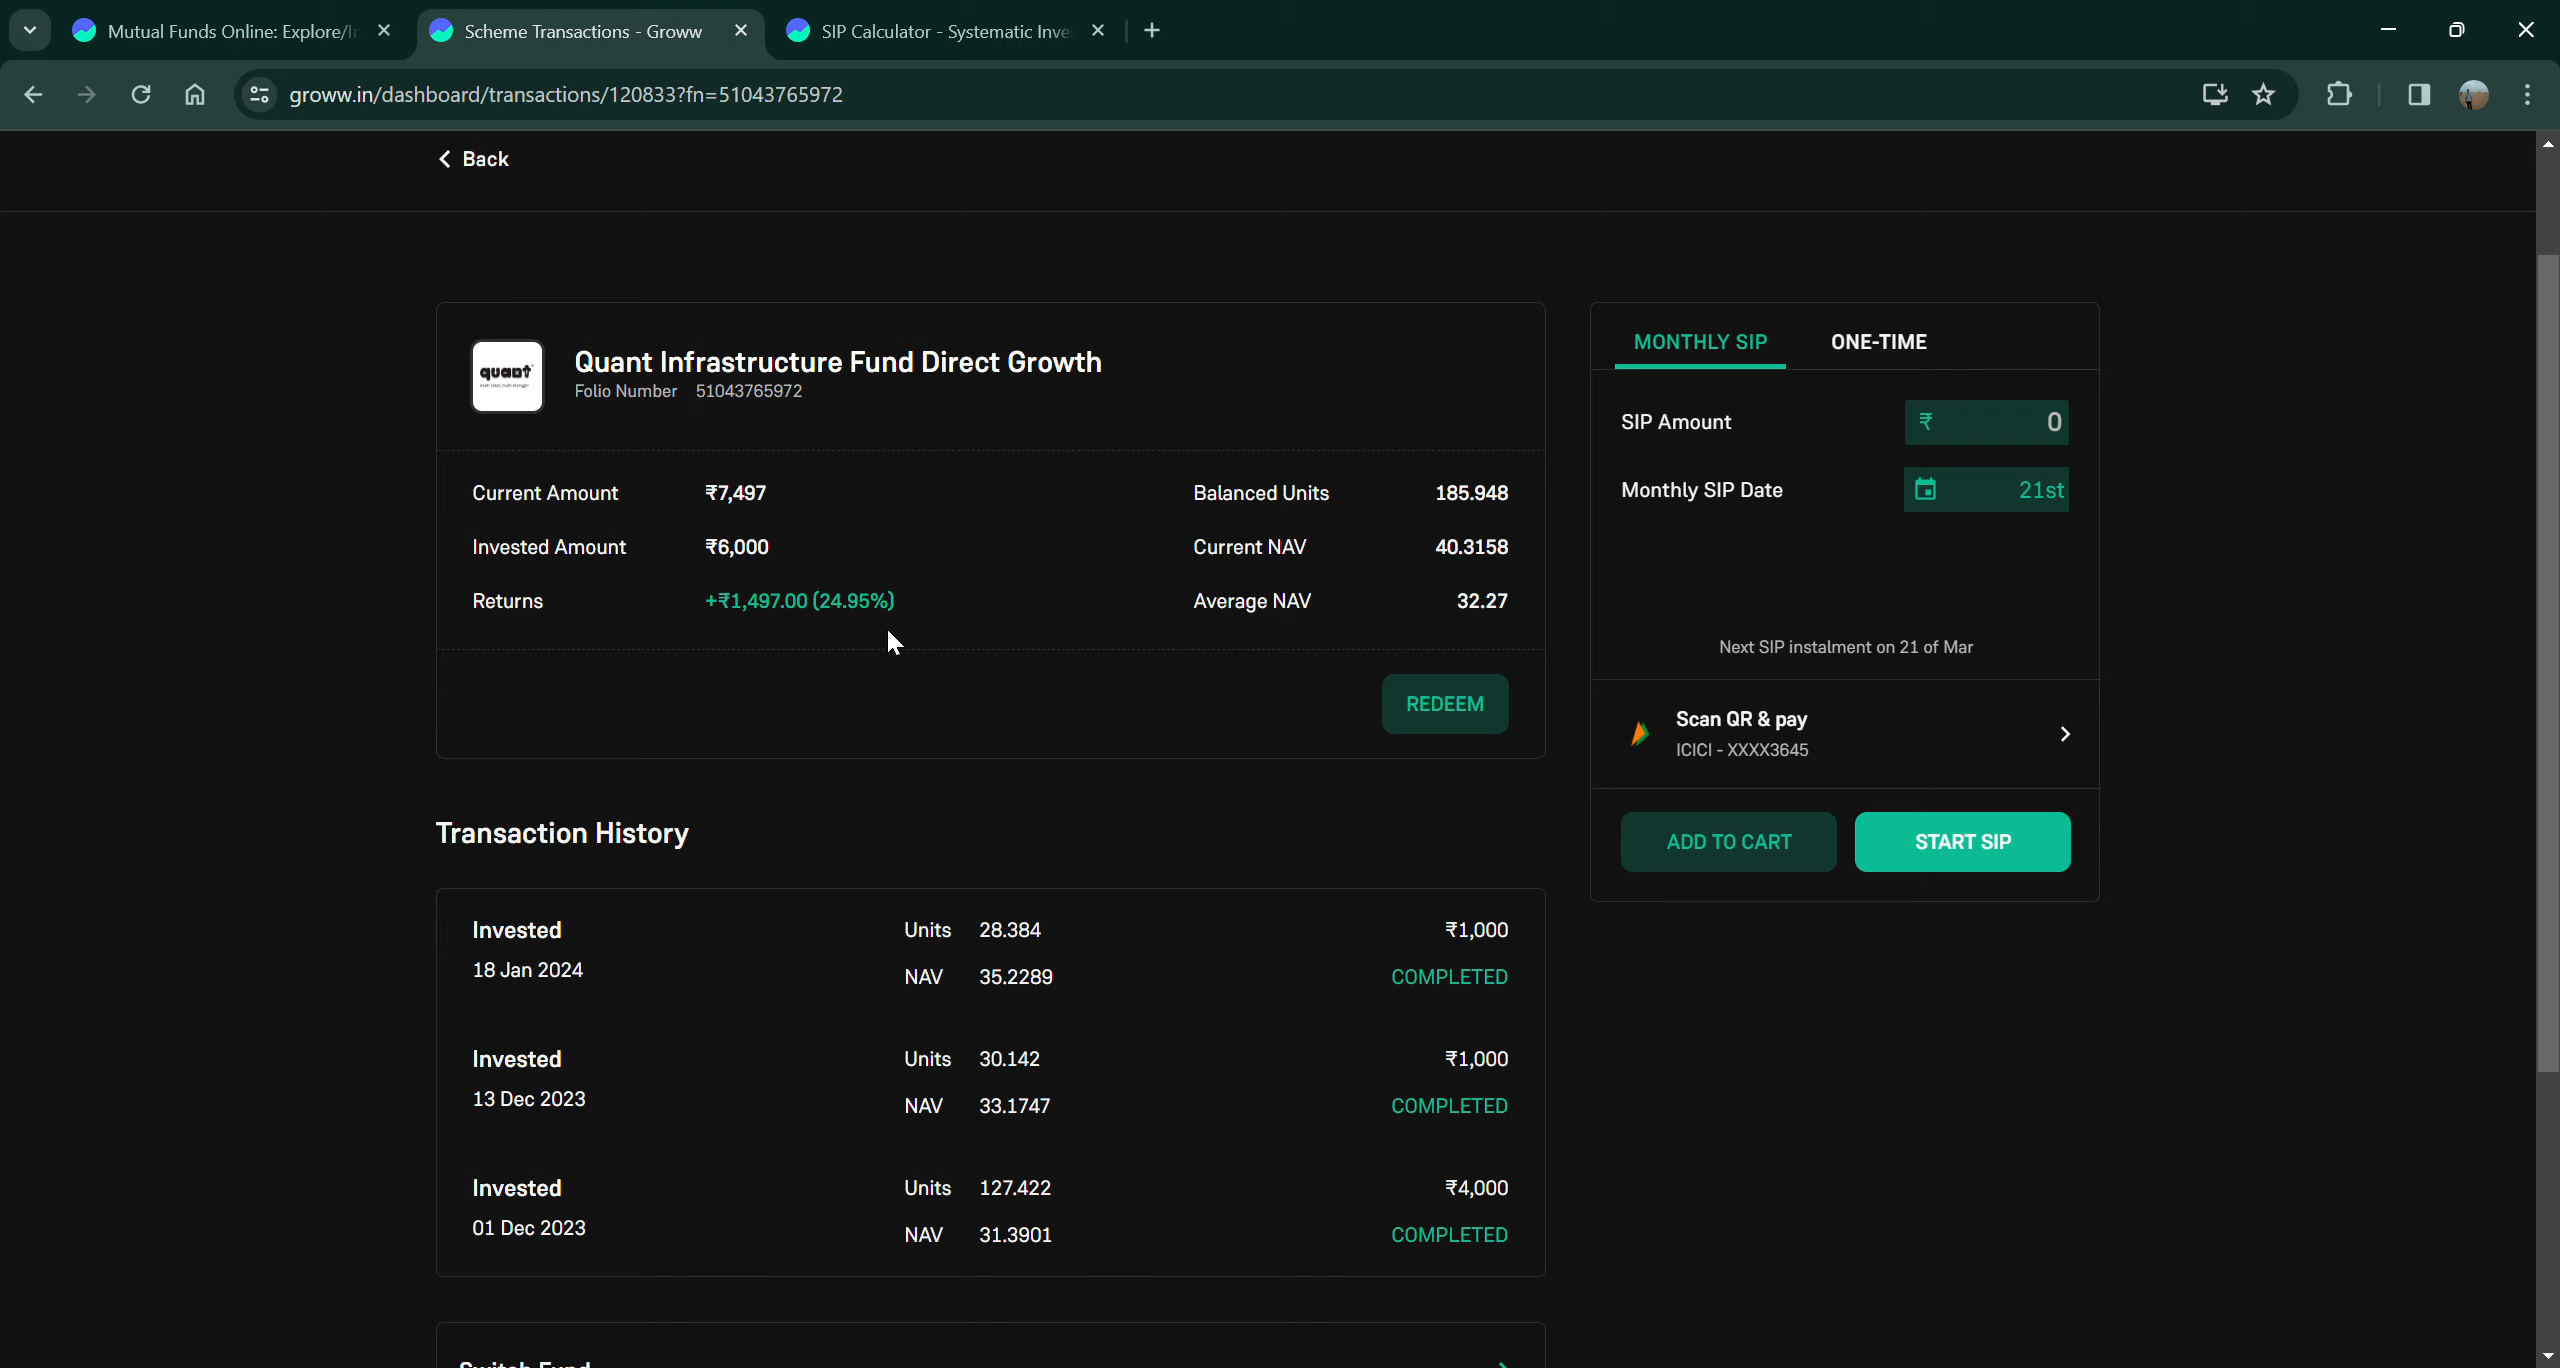 Mutual Funds Online: Explore/I
Scheme Transactions - Groww
SIP Calculator - Systematic Inve
groww.in/dashboard/transactions/120833?fn=51043765972
Back
quant
Quant Infrastructure Fund Direct Growth
Folio Number 51043765972
Current Amount ₹7,497
Balanced Units 185.948
Invested Amount ₹6,000
Current NAV 40.3158
Returns +₹1,497.00 (24.95%)
Average NAV 32.27
REDEEM
Transaction History
Invested
18 Jan 2024
Units 28.384
NAV 35.2289
₹1,000
COMPLETED
Invested
13 Dec 2023
Units 30.142
NAV 33.1747
₹1,000
COMPLETED
Invested
01 Dec 2023
Units 127.422
NAV 31.3901
₹4,000
COMPLETED
Switch Fund
MONTHLY SIP
ONE-TIME
SIP Amount ₹ 0
Monthly SIP Date 21st
Next SIP instalment on 21 of Mar
Scan QR & pay
ICICI - XXXX3645
ADD TO CART
START SIP